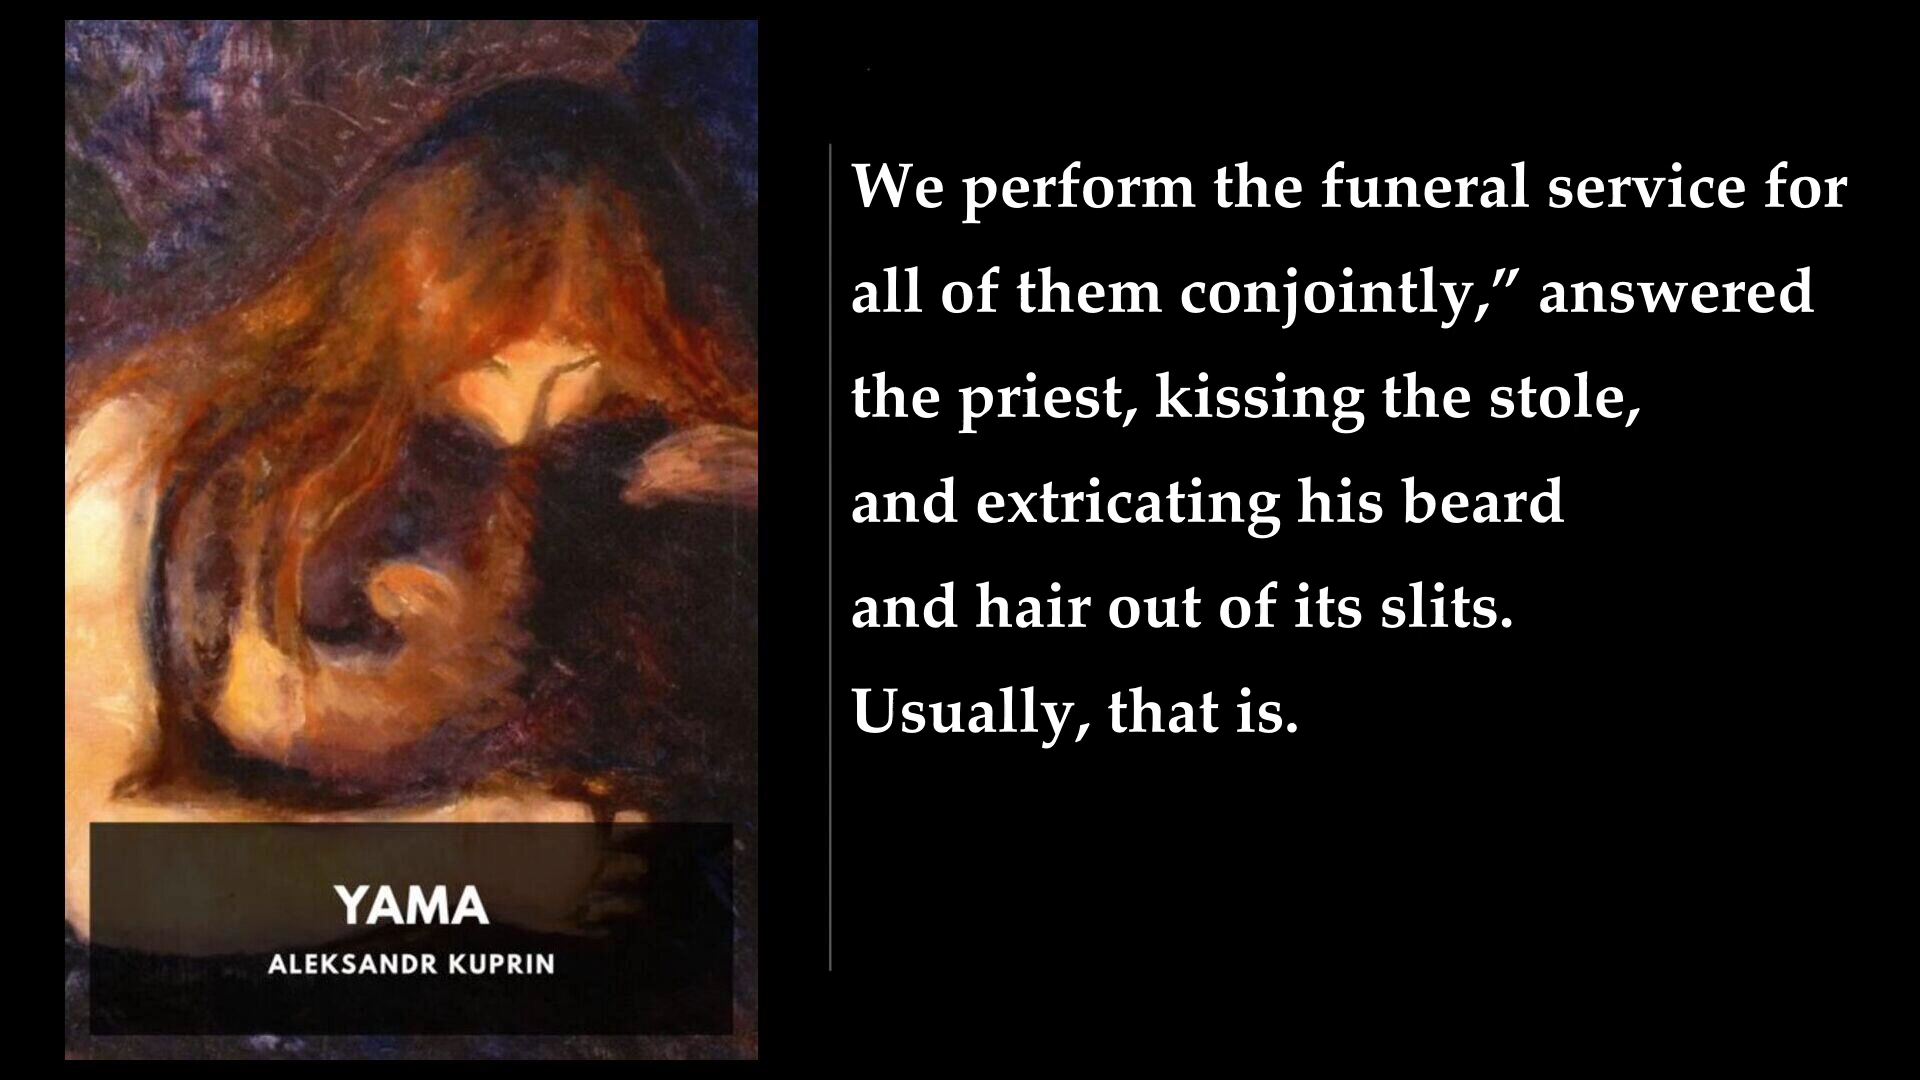 YAMA
ALEKSANDR KUPRIN
We perform the funeral service for
all of them conjointly,” answered
the priest, kissing the stole,
and extricating his beard
and hair out of its slits.
Usually, that is.